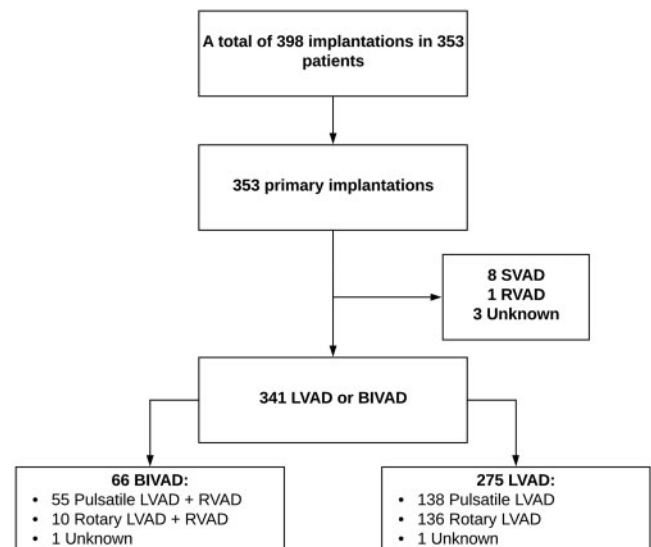 A total of 398 implantations in 353
patients
353 primary implantations
8 SVAD
1 RVAD
3 Unknown
341 LVAD or BIVAD
66 BIVAD:
• 55 Pulsatile LVAD + RVAD
• 10 Rotary LVAD + RVAD
• 1 Unknown
275 LVAD:
• 138 Pulsatile LVAD
• 136 Rotary LVAD
• 1 Unknown